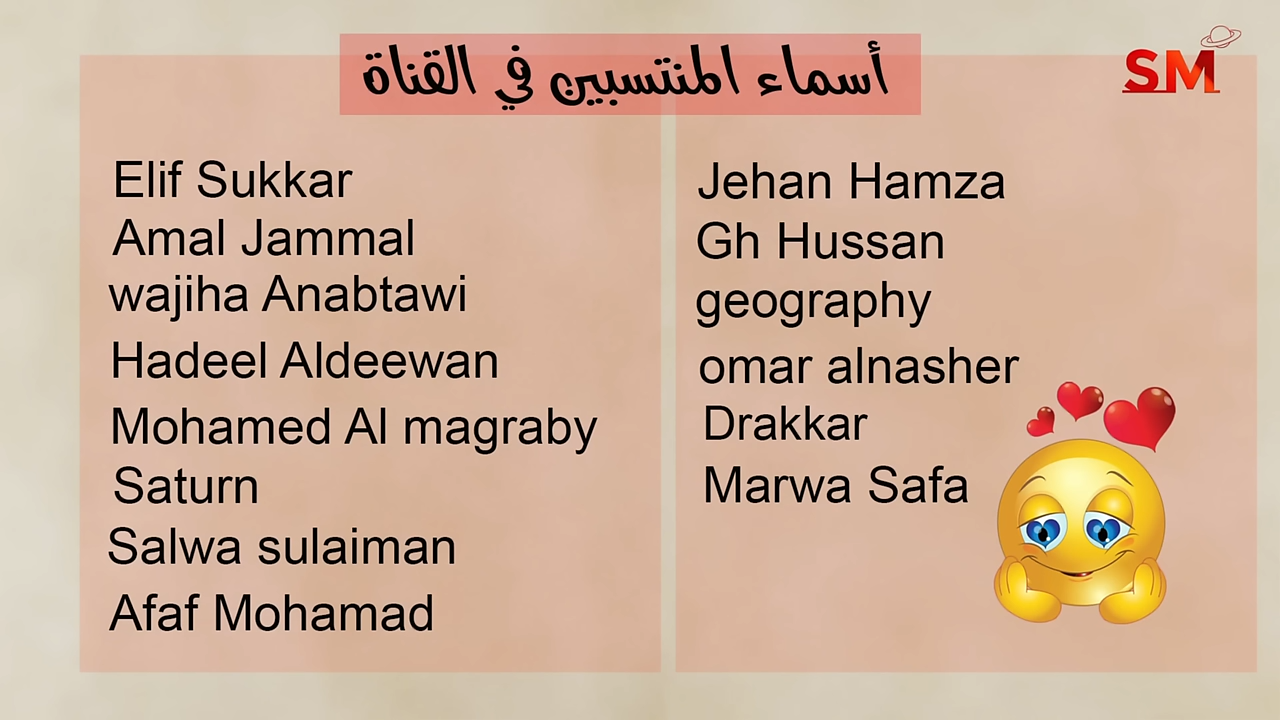 أسماء المنتسبين في القناة
SM
Elif Sukkar
Amal Jammal
wajiha Anabtawi
Hadeel Aldeewan
Mohamed Al magraby
Saturn
Salwa sulaiman
Afaf Mohamad
Jehan Hamza
Gh Hussan
geography
omar alnasher
Drakkar
Marwa Safa